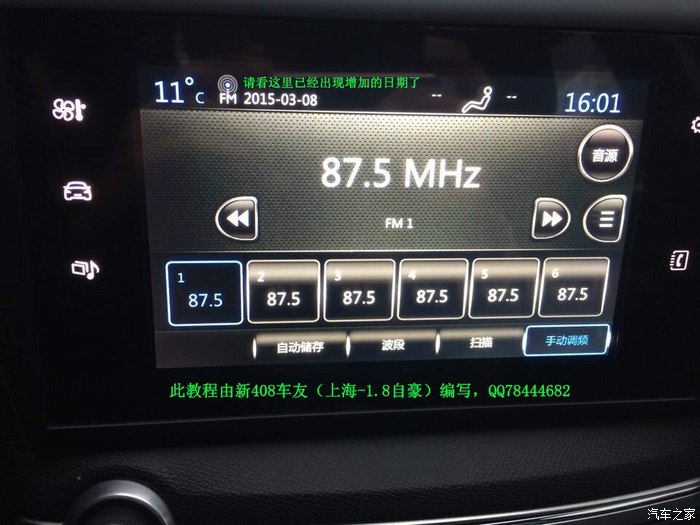 请看这里已经出现增加的日期了
11°C FM 2015-03-08 -- -- 16:01
87.5 MHz
音源
FM 1
1 2 3 4 5 6
87.5 87.5 87.5 87.5 87.5 87.5
自动储存 波段 扫描 手动调频
此教程由新408车友（上海-1.8自豪）编写，QQ78444682
汽车之家